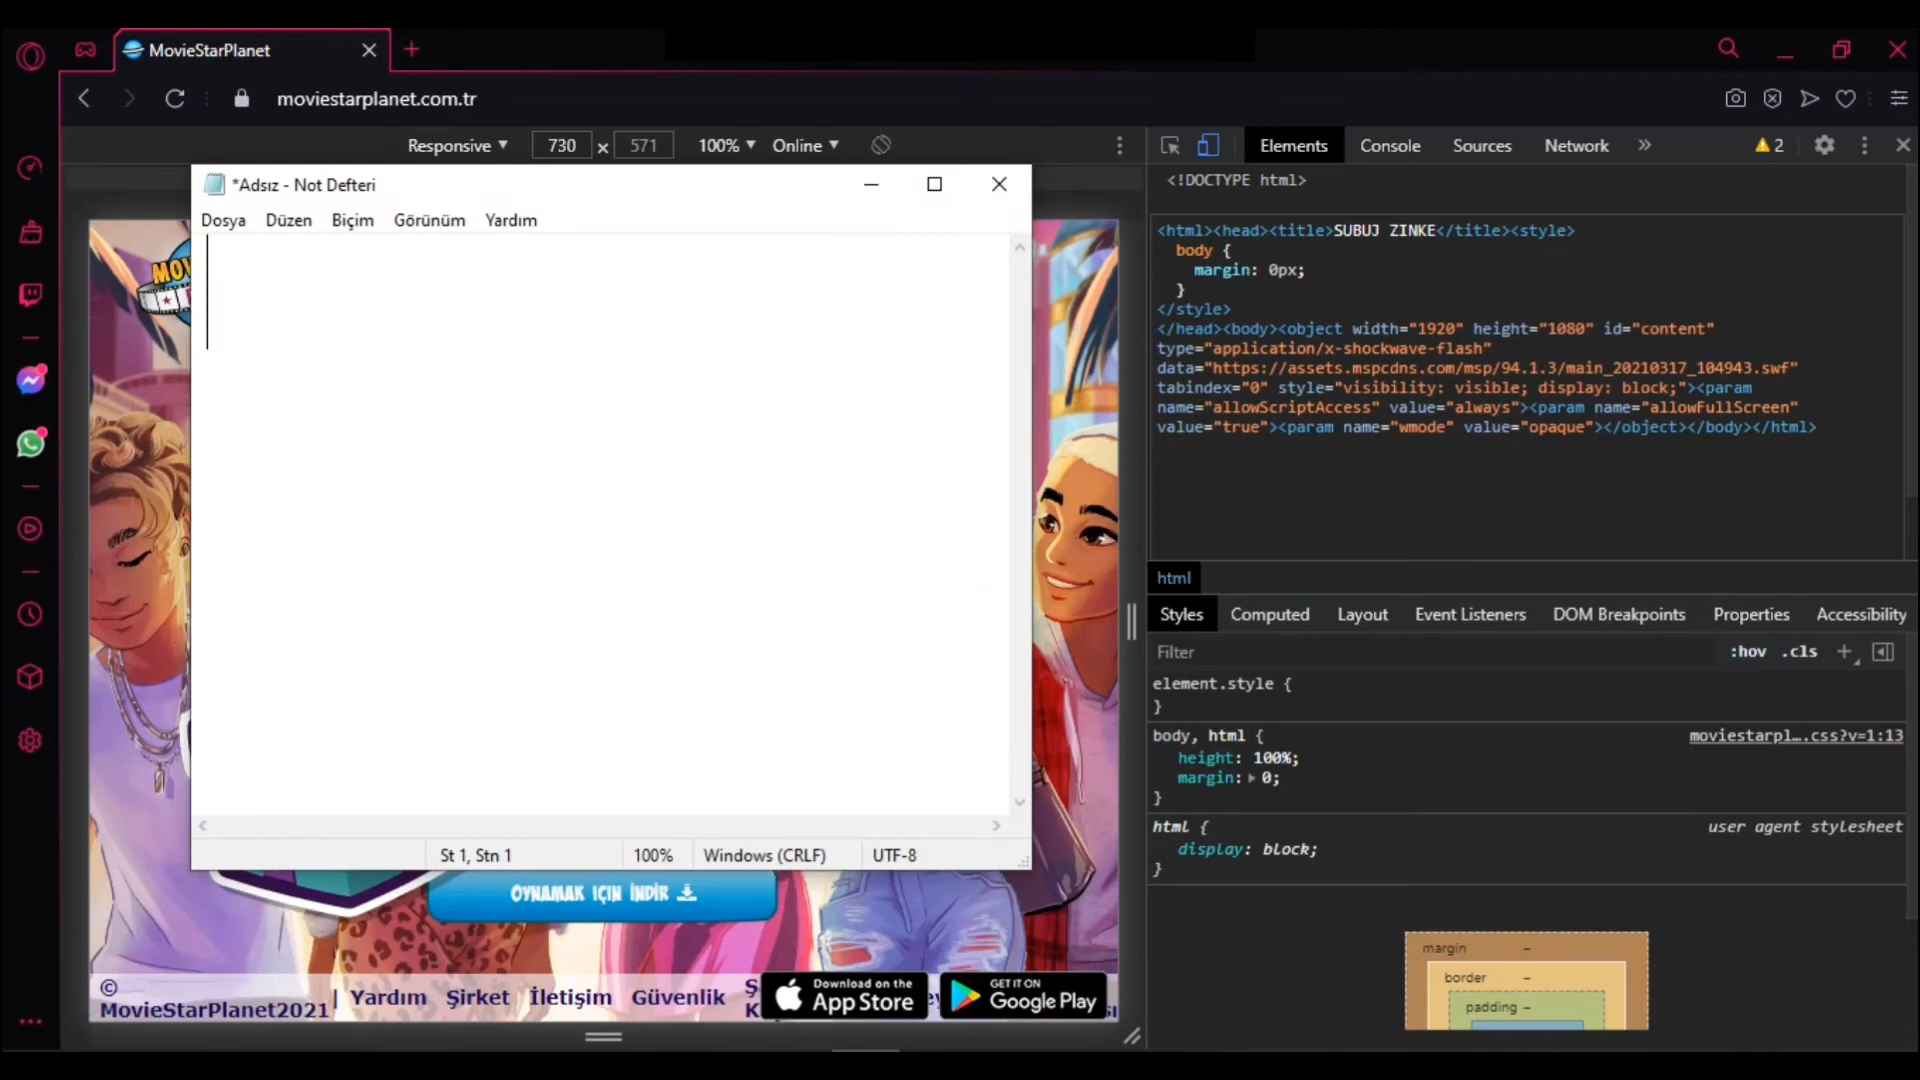 MovieStarPlanet
moviestarplanet.com.tr
Responsive 730 x 571 100% Online
Elements Console Sources Network » 2
*Adsız - Not Defteri
Dosya Düzen Biçim Görünüm Yardım
MOV
St 1, Stn 1 100% Windows (CRLF) UTF-8
OYNAMAK IÇIN İNDİR
©
MovieStarPlanet2021 | Yardım Şirket İletişim Güvenlik
Download on the
App Store
GET IT ON
Google Play
<!DOCTYPE html>
<html><head><title>SUBUJ ZINKE</title><style>
body {
margin: 0px;
}
</style>
</head><body><object width="1920" height="1080" id="content"
type="application/x-shockwave-flash"
data="https://assets.mspcdns.com/msp/94.1.3/main_20210317_104943.swf"
tabindex="0" style="visibility: visible; display: block;"><param
name="allowScriptAccess" value="always"><param name="allowFullScreen"
value="true"><param name="wmode" value="opaque"></object></body></html>
html
Styles Computed Layout Event Listeners DOM Breakpoints Properties Accessibility
Filter :hov .cls +
element.style {
}
body, html { moviestarpl….css?v=1:13
height: 100%;
margin: 0;
}
html { user agent stylesheet
display: block;
}
margin -
border -
padding -